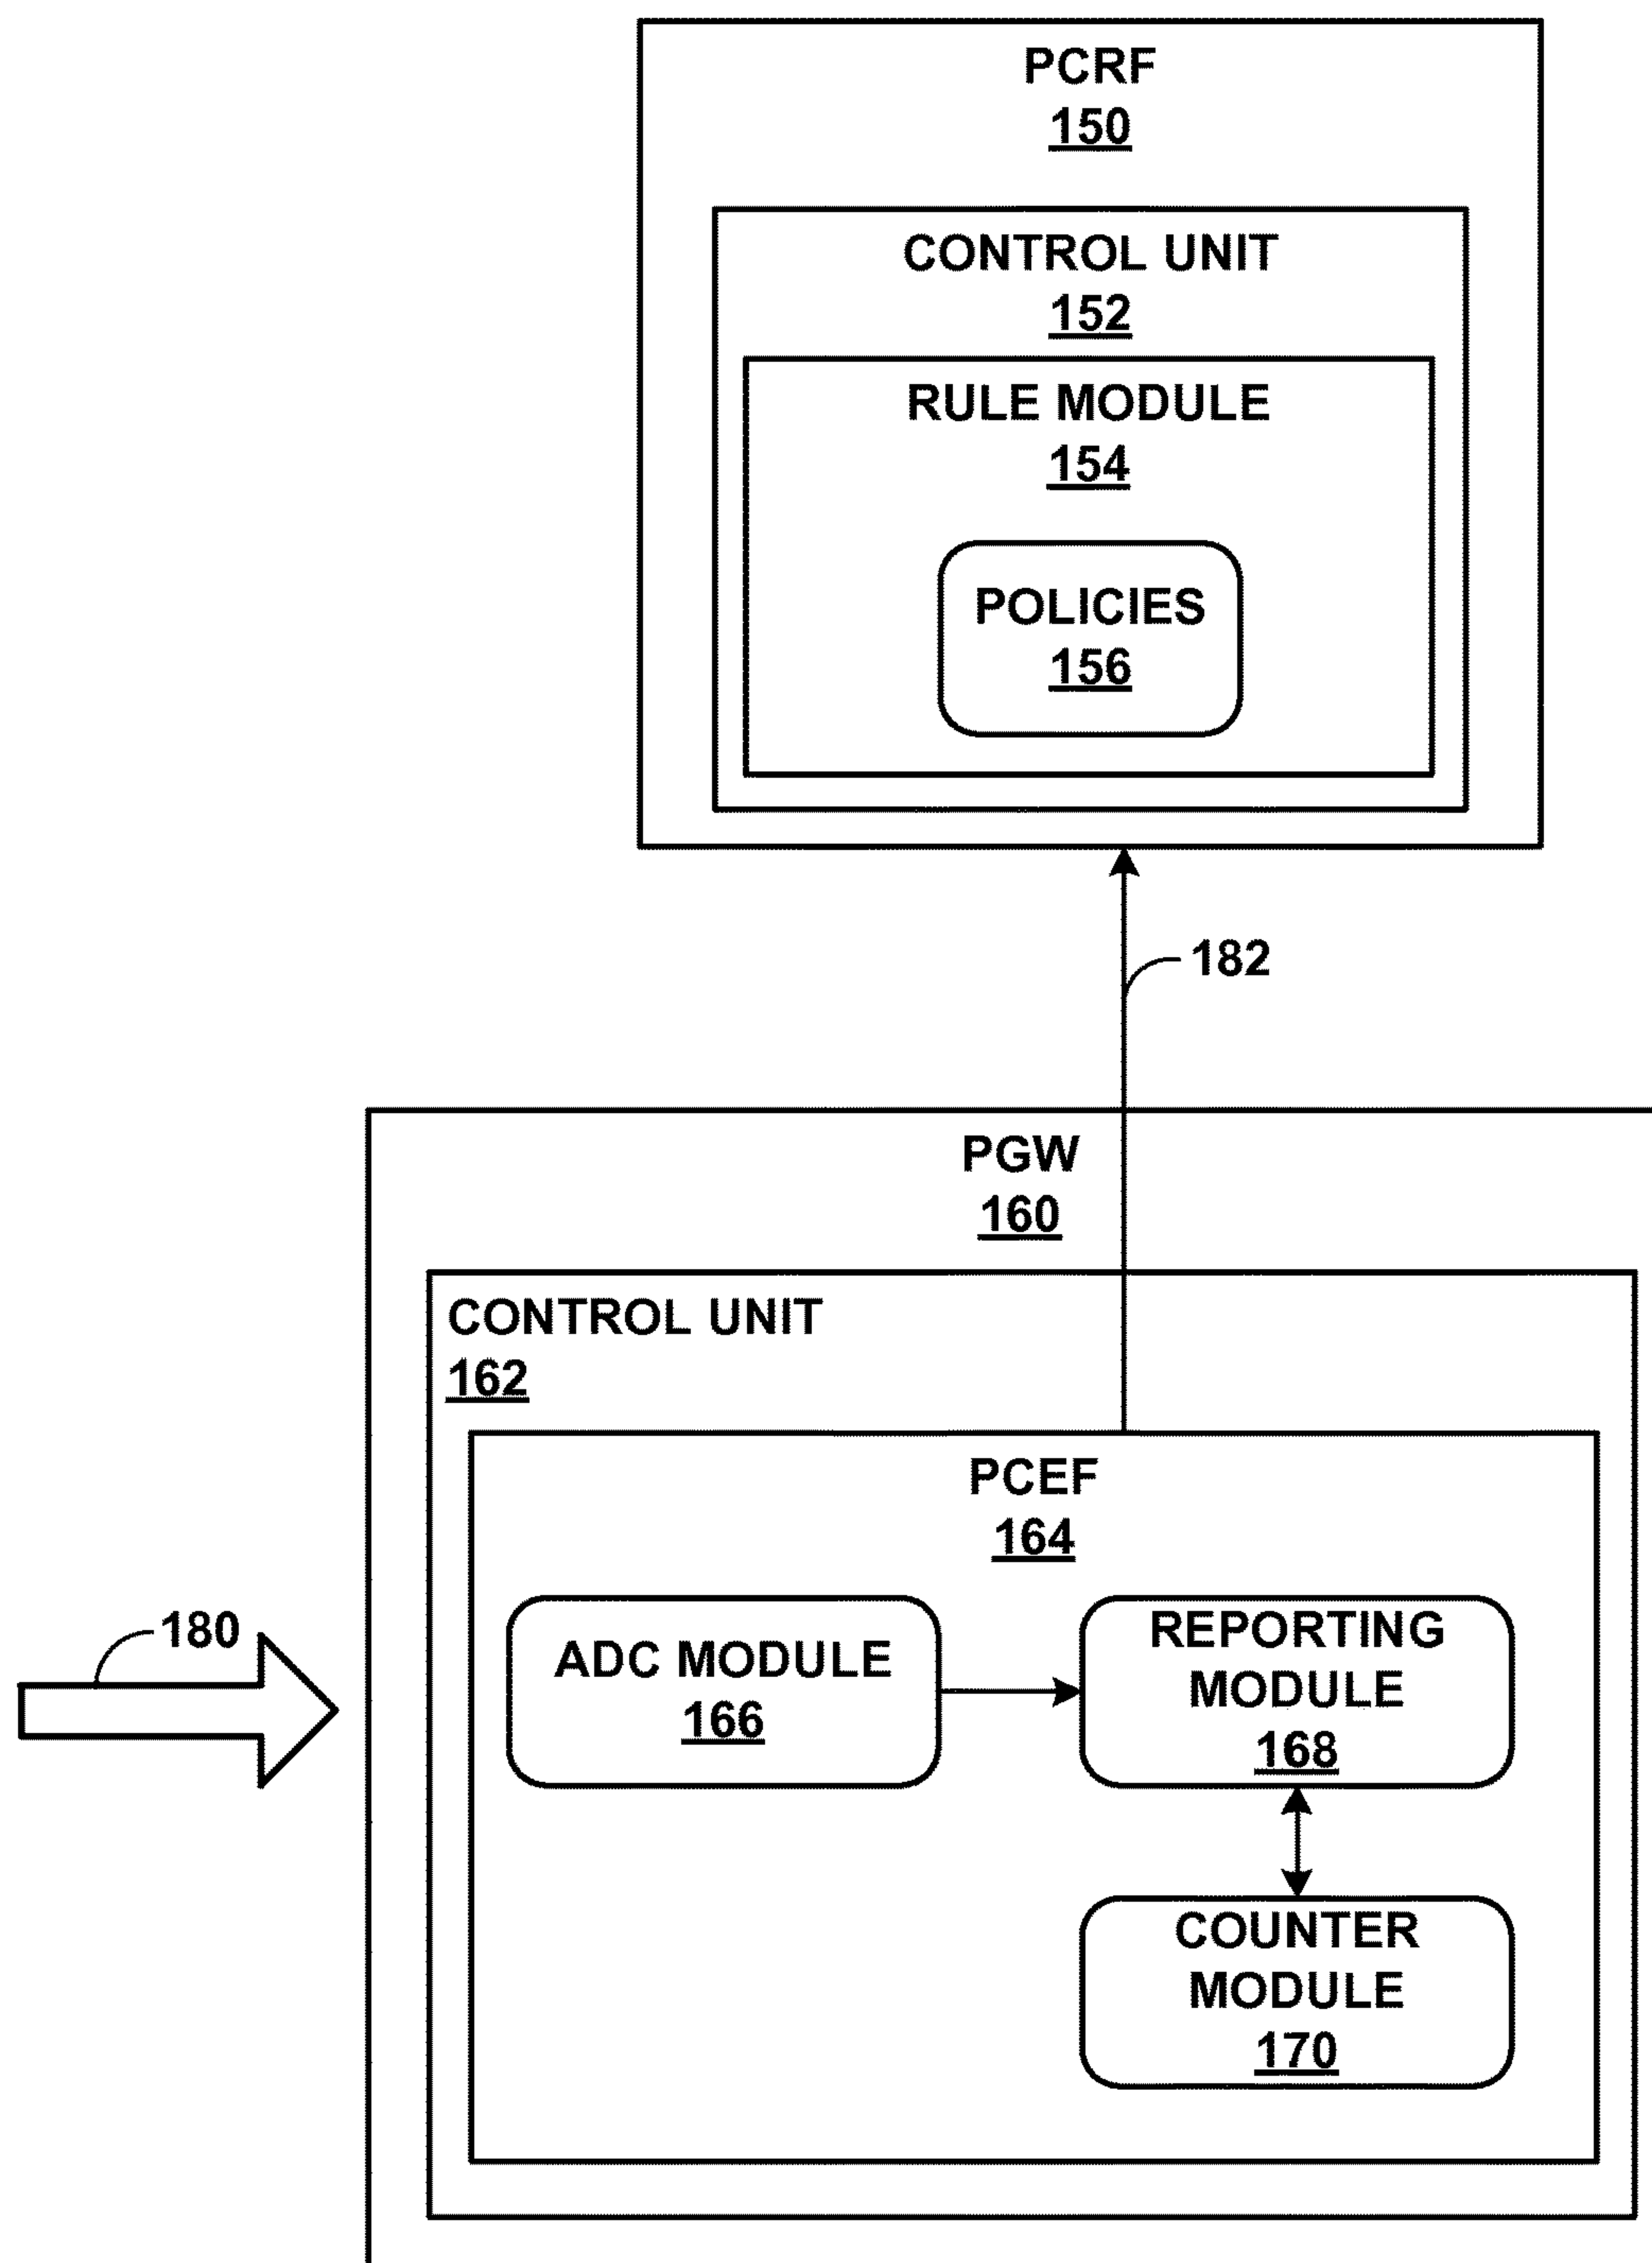 PCRF
150
CONTROL UNIT
152
RULE MODULE
154
POLICIES
156
182
PGW
160
CONTROL UNIT
162
PCEF
164
180
ADC MODULE
166
REPORTING
MODULE
168
COUNTER
MODULE
170